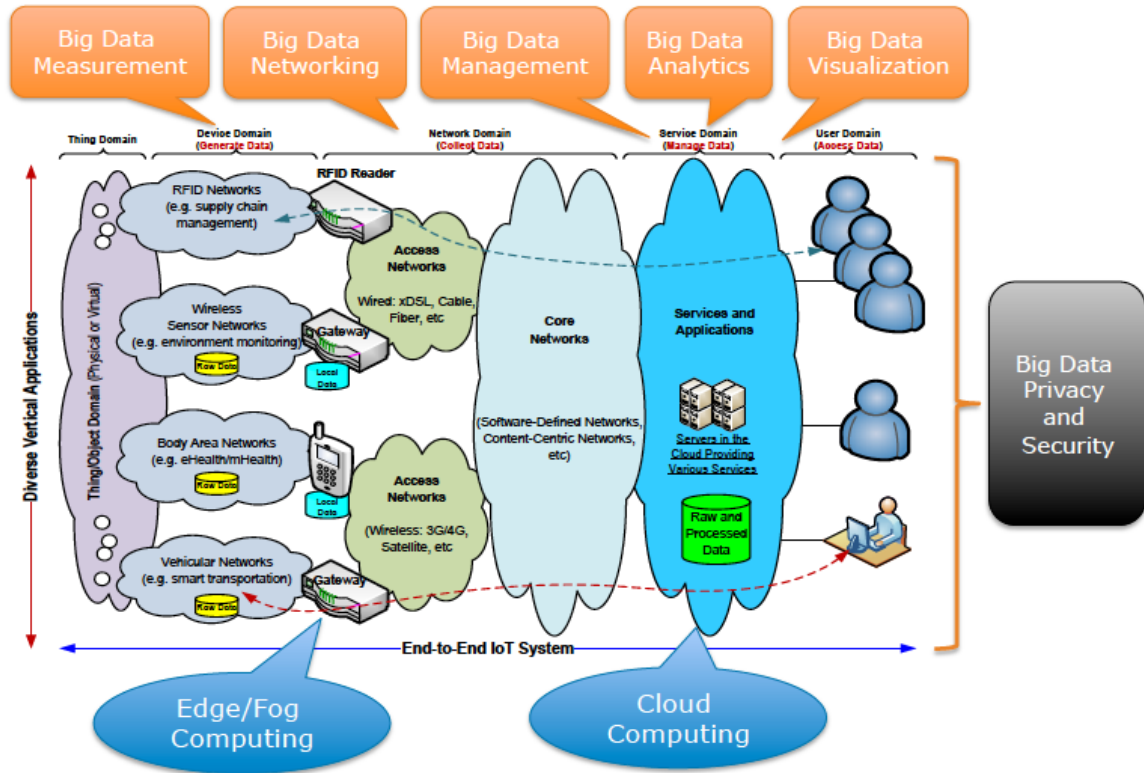 Big Data
Measurement
Big Data
Networking
Big Data
Management
Big Data
Analytics
Big Data
Visualization
Thing Domain
Device Domain
(Generate Data)
Network Domain
(Collect Data)
Service Domain
(Manage Data)
User Domain
(Access Data)
Diverse Vertical Applications
Thing/Object Domain (Physical or Virtual)
RFID Networks
(e.g. supply chain
management)
RFID Reader
Wireless
Sensor Networks
(e.g. environment monitoring)
Raw Data
Gateway
Local
Data
Body Area Networks
(e.g. eHealth/mHealth)
Raw Data
Local
Data
Vehicular Networks
(e.g. smart transportation)
Raw Data
Gateway
Access
Networks
Wired: xDSL, Cable,
Fiber, etc
Access
Networks
(Wireless: 3G/4G,
Satellite, etc
Core
Networks
(Software-Defined Networks,
Content-Centric Networks,
etc)
Services and
Applications
Servers in the
Cloud Providing
Various Services
Raw and
Processed
Data
Big Data
Privacy
and
Security
End-to-End IoT System
Edge/Fog
Computing
Cloud
Computing